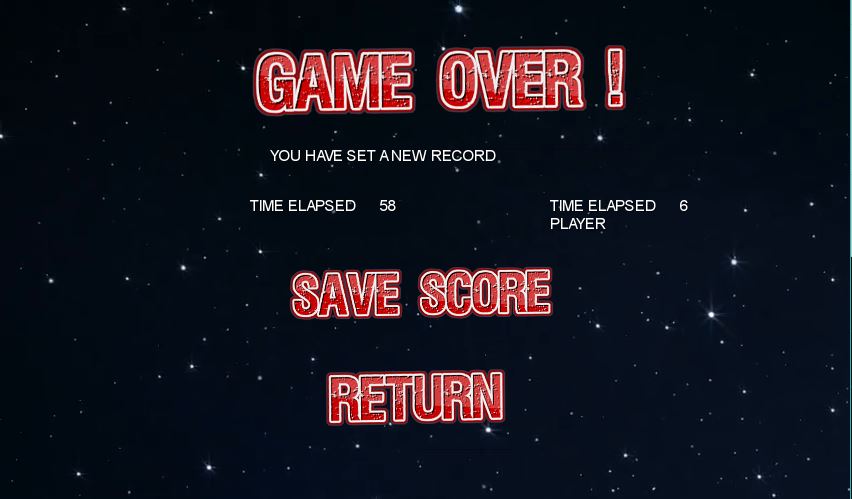 GAME OVER !
YOU HAVE SET A NEW RECORD
TIME ELAPSED 58
TIME ELAPSED 6
PLAYER
SAVE SCORE
RETURN